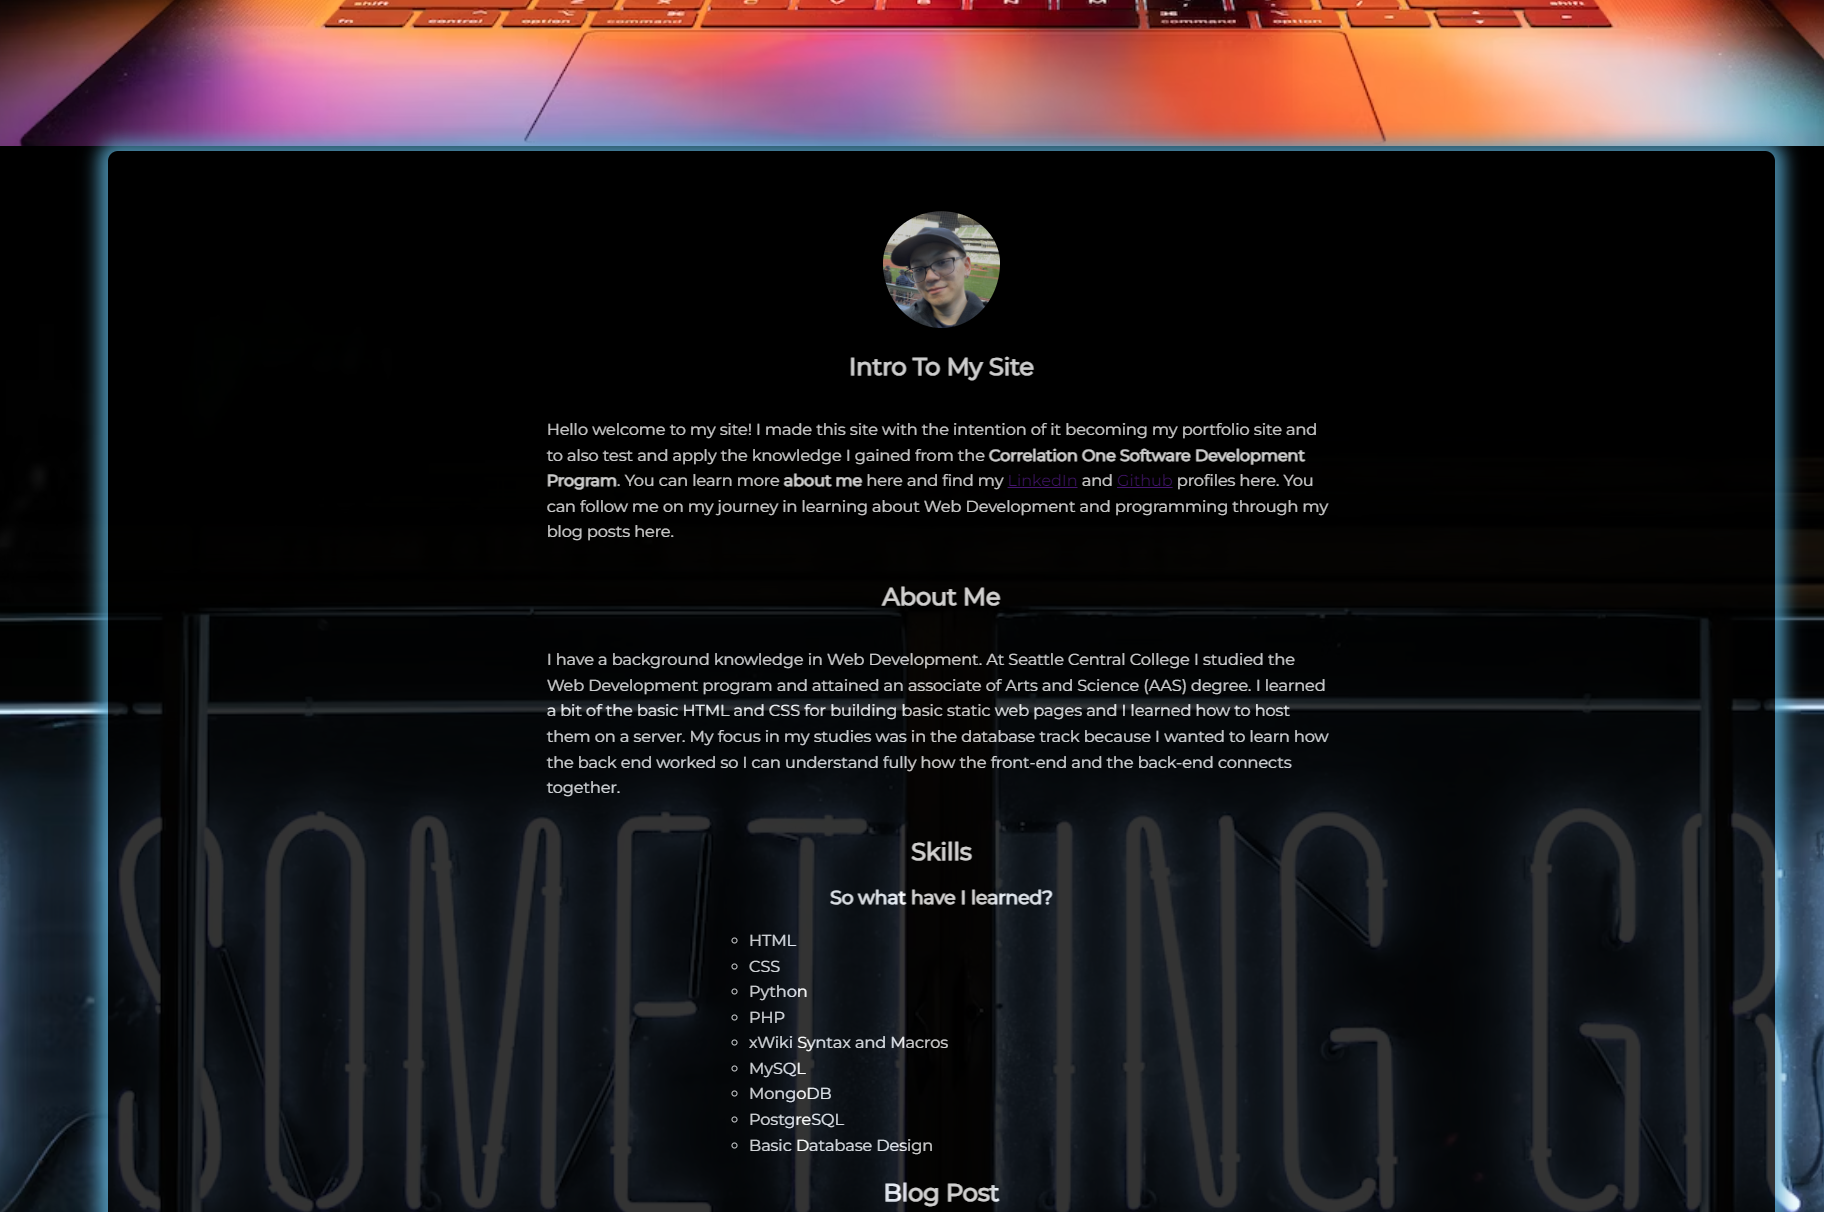 shift
Z
X
C
V
B
N
M
shift
fn
control
option
command
command
option
Intro To My Site
Hello welcome to my site! I made this site with the intention of it becoming my portfolio site and
to also test and apply the knowledge I gained from the Correlation One Software Development
Program. You can learn more about me here and find my LinkedIn and Github profiles here. You
can follow me on my journey in learning about Web Development and programming through my
blog posts here.
About Me
I have a background knowledge in Web Development. At Seattle Central College I studied the
Web Development program and attained an associate of Arts and Science (AAS) degree. I learned
a bit of the basic HTML and CSS for building basic static web pages and I learned how to host
them on a server. My focus in my studies was in the database track because I wanted to learn how
the back end worked so I can understand fully how the front-end and the back-end connects
together.
SOMETING GR
Skills
So what have I learned?
HTML
CSS
Python
PHP
xWiki Syntax and Macros
MySQL
MongoDB
PostgreSQL
Basic Database Design
Blog Post